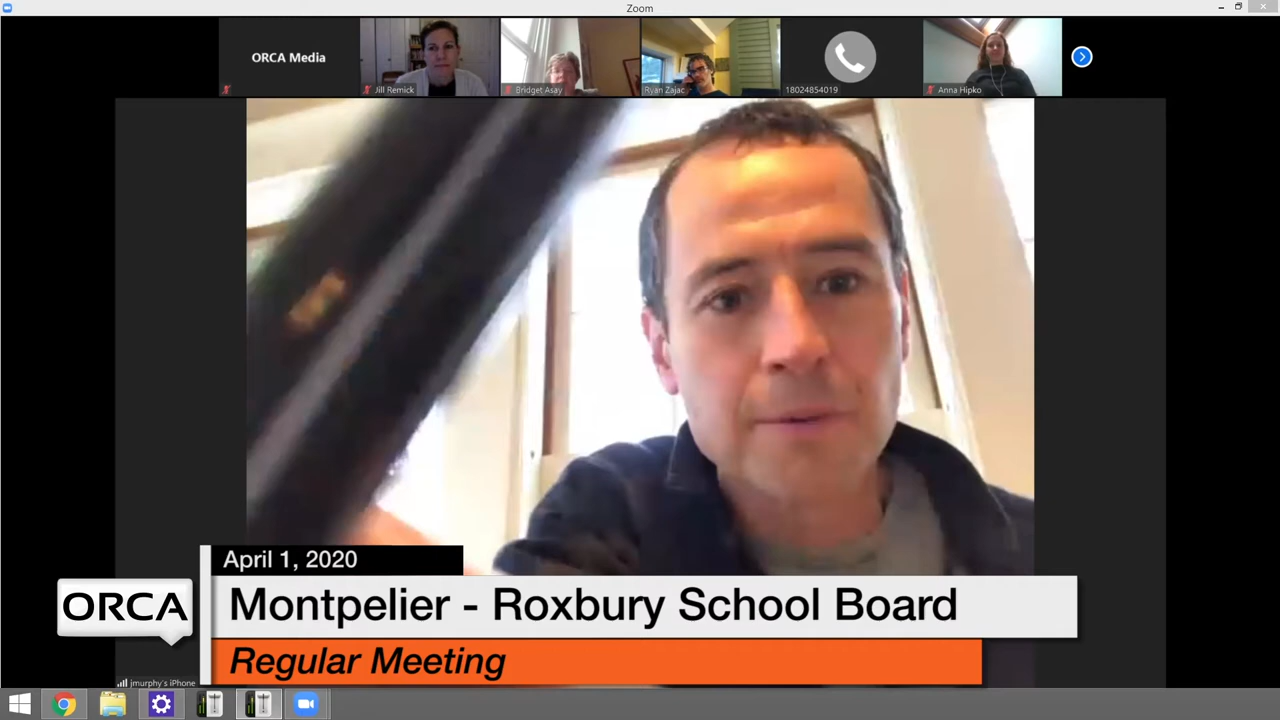 Zoom
ORCA Media
Jill Remick
Bridget Asay
Ryan Zajac
18024854019
Anna Hipko
April 1, 2020
ORCA
Montpelier - Roxbury School Board
Regular Meeting
jmurphy's iPhone